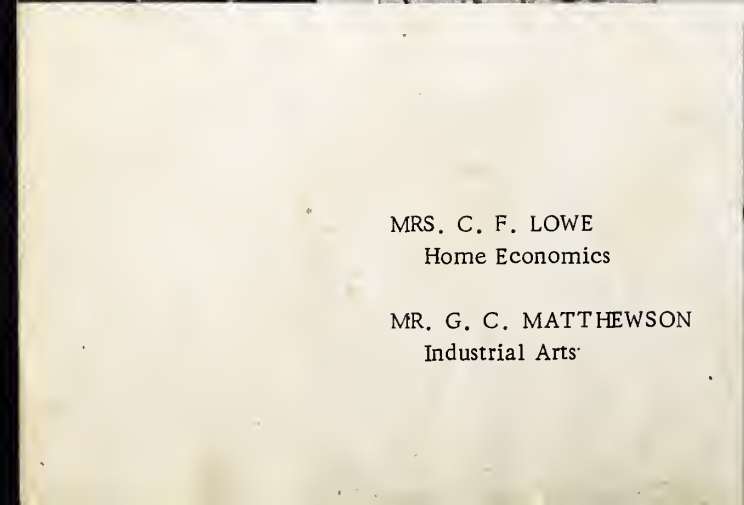 MRS. C. F. LOWE
Home Economics
MR. G. C. MATTHEWSON
Industrial Arts